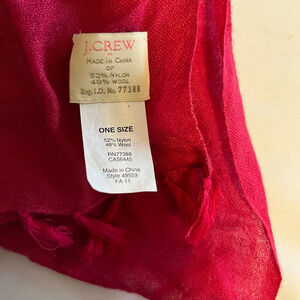 J.CREW
MADE IN CHINA
OF
52% NYLON
48% WOOL
Reg. I.D. No. 77388
ONE SIZE
52% Nylon
48% Wool
RN77388
CA56445
Made in China
Style 49559
FA 11